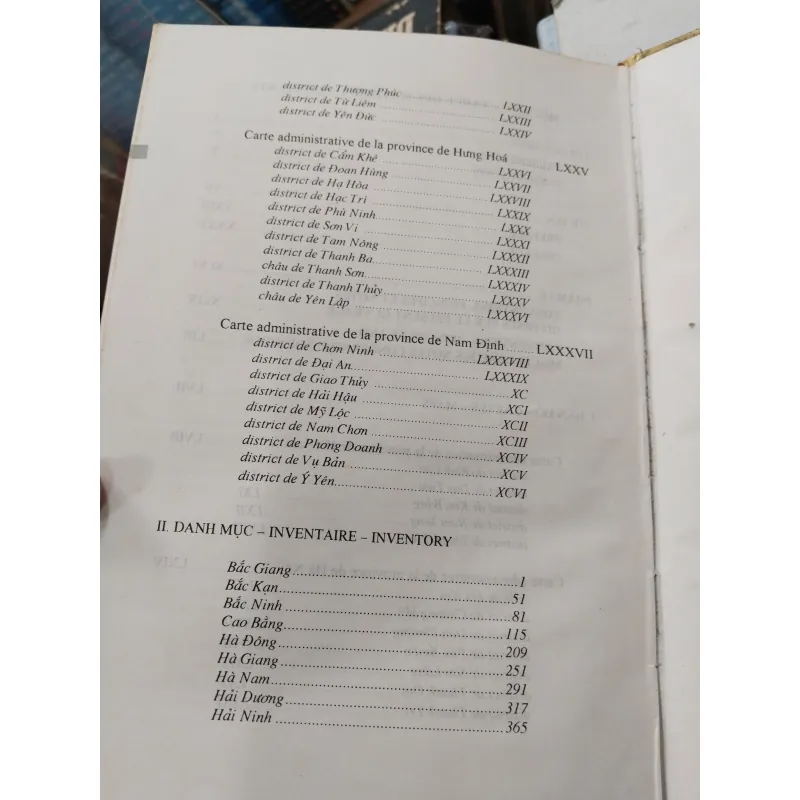 district de Thượng Phúc ........ LXXII
district de Từ Liêm ........ LXXIII
district de Yên Đức ........ LXXIV
Carte administrative de la province de Hưng Hoá ........ LXXV
district de Cẩm Khê ........ LXXVI
district de Đoan Hùng ........ LXXVII
district de Hạ Hòa ........ LXXVIII
district de Hạc Trì ........ LXXIX
district de Phù Ninh ........ LXXX
district de Sơn Vi ........ LXXXI
district de Tam Nông ........ LXXXII
district de Thanh Ba ........ LXXXIII
châu de Thanh Sơn ........ LXXXIV
district de Thanh Thủy ........ LXXXV
châu de Yên Lập ........ LXXXVI
Carte administrative de la province de Nam Định ........ LXXXVII
district de Chơn Ninh ........ LXXXVIII
district de Đại An ........ LXXXIX
district de Giao Thủy ........ XC
district de Hải Hậu ........ XCI
district de Mỹ Lộc ........ XCII
district de Nam Chơn ........ XCIII
district de Phong Doanh ........ XCIV
district de Vụ Bản ........ XCV
district de Ý Yên ........ XCVI
II. DANH MỤC – INVENTAIRE – INVENTORY
Bắc Giang ........ 1
Bắc Kạn ........ 51
Bắc Ninh ........ 81
Cao Bằng ........ 115
Hà Đông ........ 209
Hà Giang ........ 251
Hà Nam ........ 291
Hải Dương ........ 317
Hải Ninh ........ 365